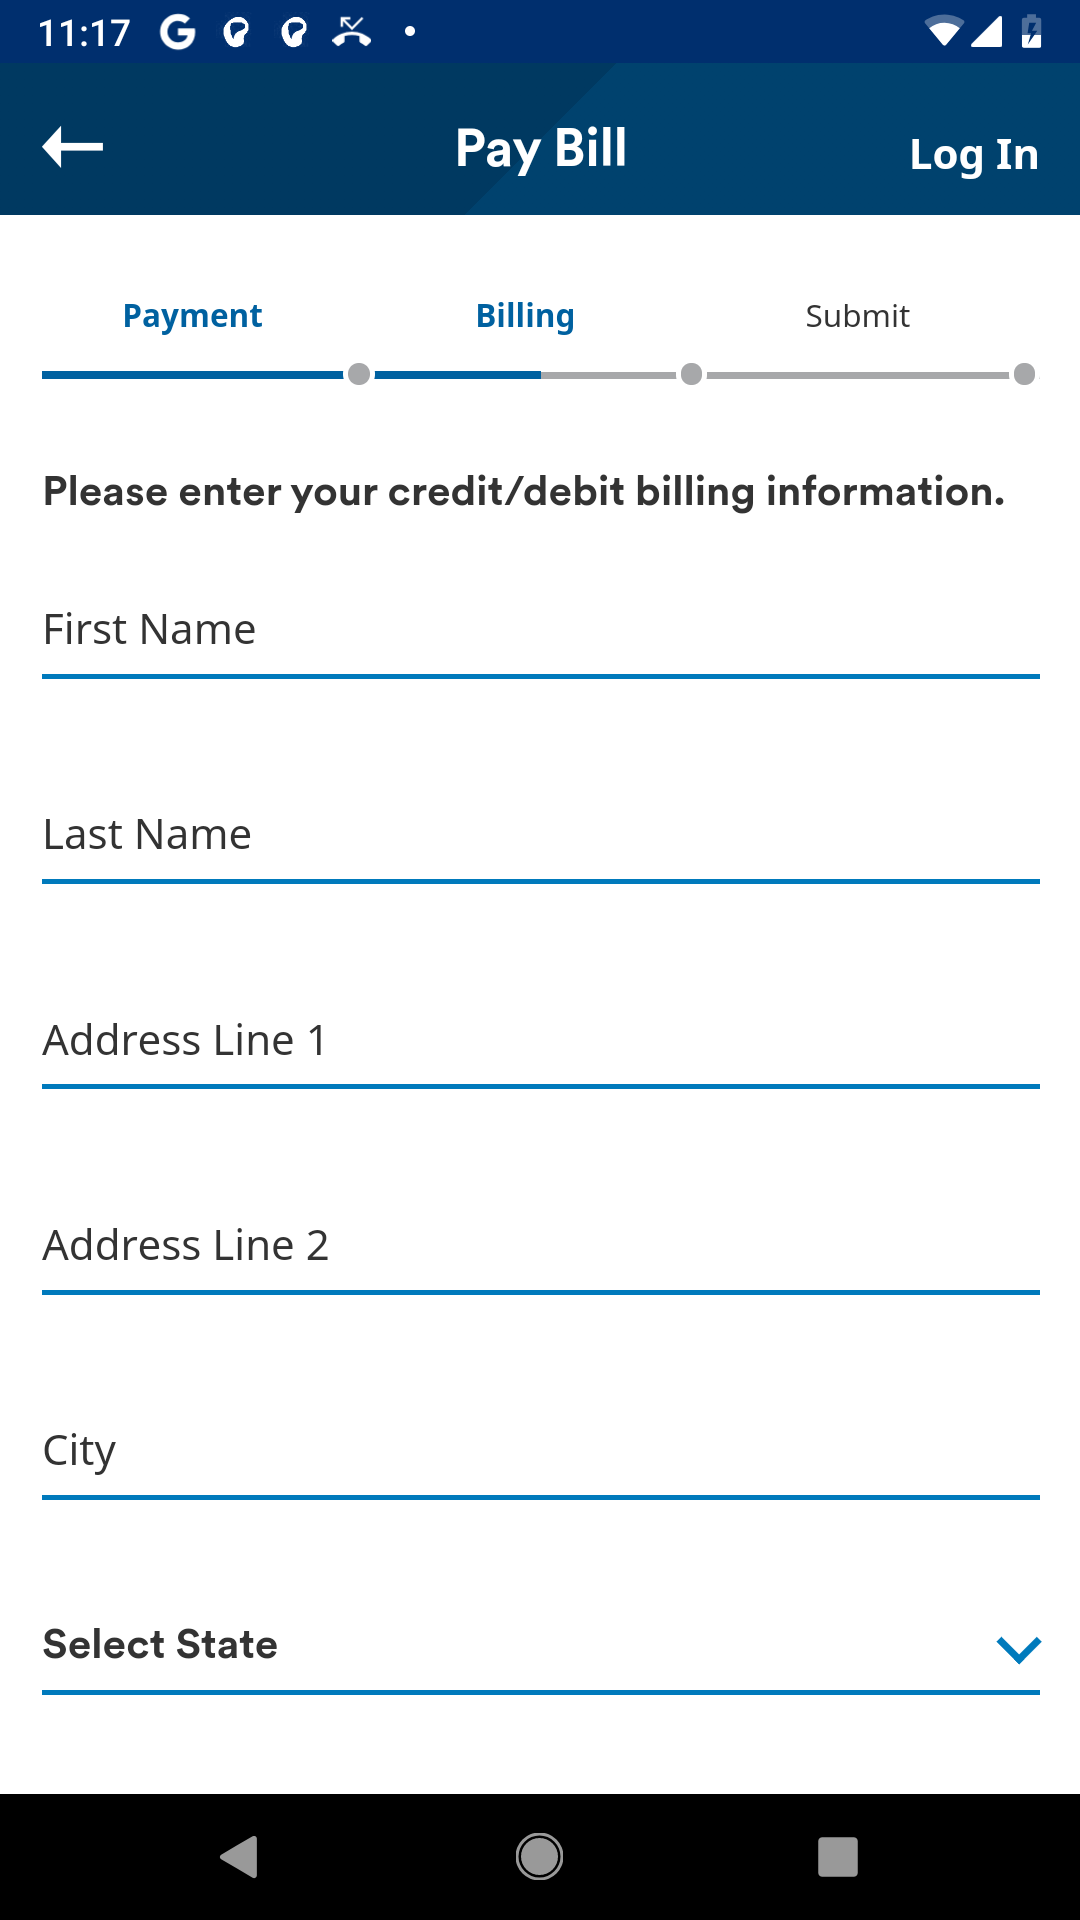 11:17
Pay Bill
Log In
Payment Billing Submit
Please enter your credit/debit billing information.
First Name
Last Name
Address Line 1
Address Line 2
City
Select State